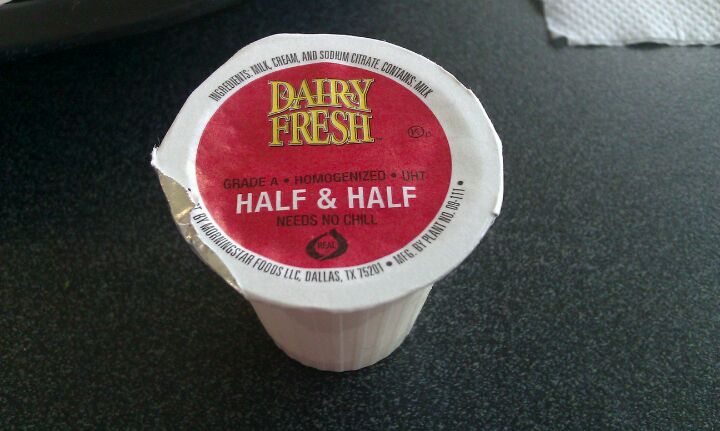 INGREDIENTS: MILK, CREAM, AND SODIUM CITRATE. CONTAINS: MILK
DAIRY
FRESH
K D
GRADE A • HOMOGENIZED • UHT
HALF & HALF
NEEDS NO CHILL
REAL
BY MORNINGSTAR FOODS LLC, DALLAS, TX 75201 • MFG. BY PLANT NO. 09-111 •